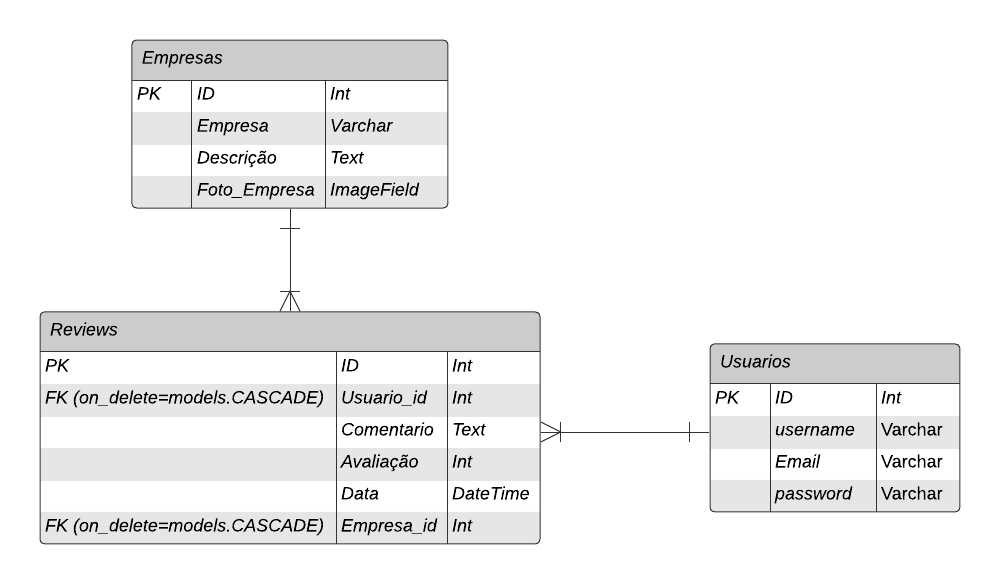 Empresas
PK ID Int
Empresa Varchar
Descrição Text
Foto_Empresa ImageField
Reviews
PK ID Int
FK (on_delete=models.CASCADE) Usuario_id Int
Comentario Text
Avaliação Int
Data DateTime
FK (on_delete=models.CASCADE) Empresa_id Int
Usuarios
PK ID Int
username Varchar
Email Varchar
password Varchar